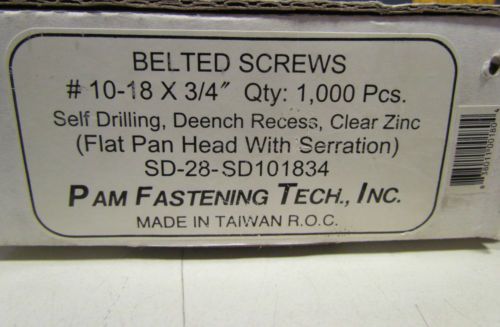 BELTED SCREWS
# 10-18 X 3/4″ Qty: 1,000 Pcs.
Self Drilling, Deench Recess, Clear Zinc
(Flat Pan Head With Serration)
SD-28-SD101834
PAM FASTENING TECH., INC.
MADE IN TAIWAN R.O.C.